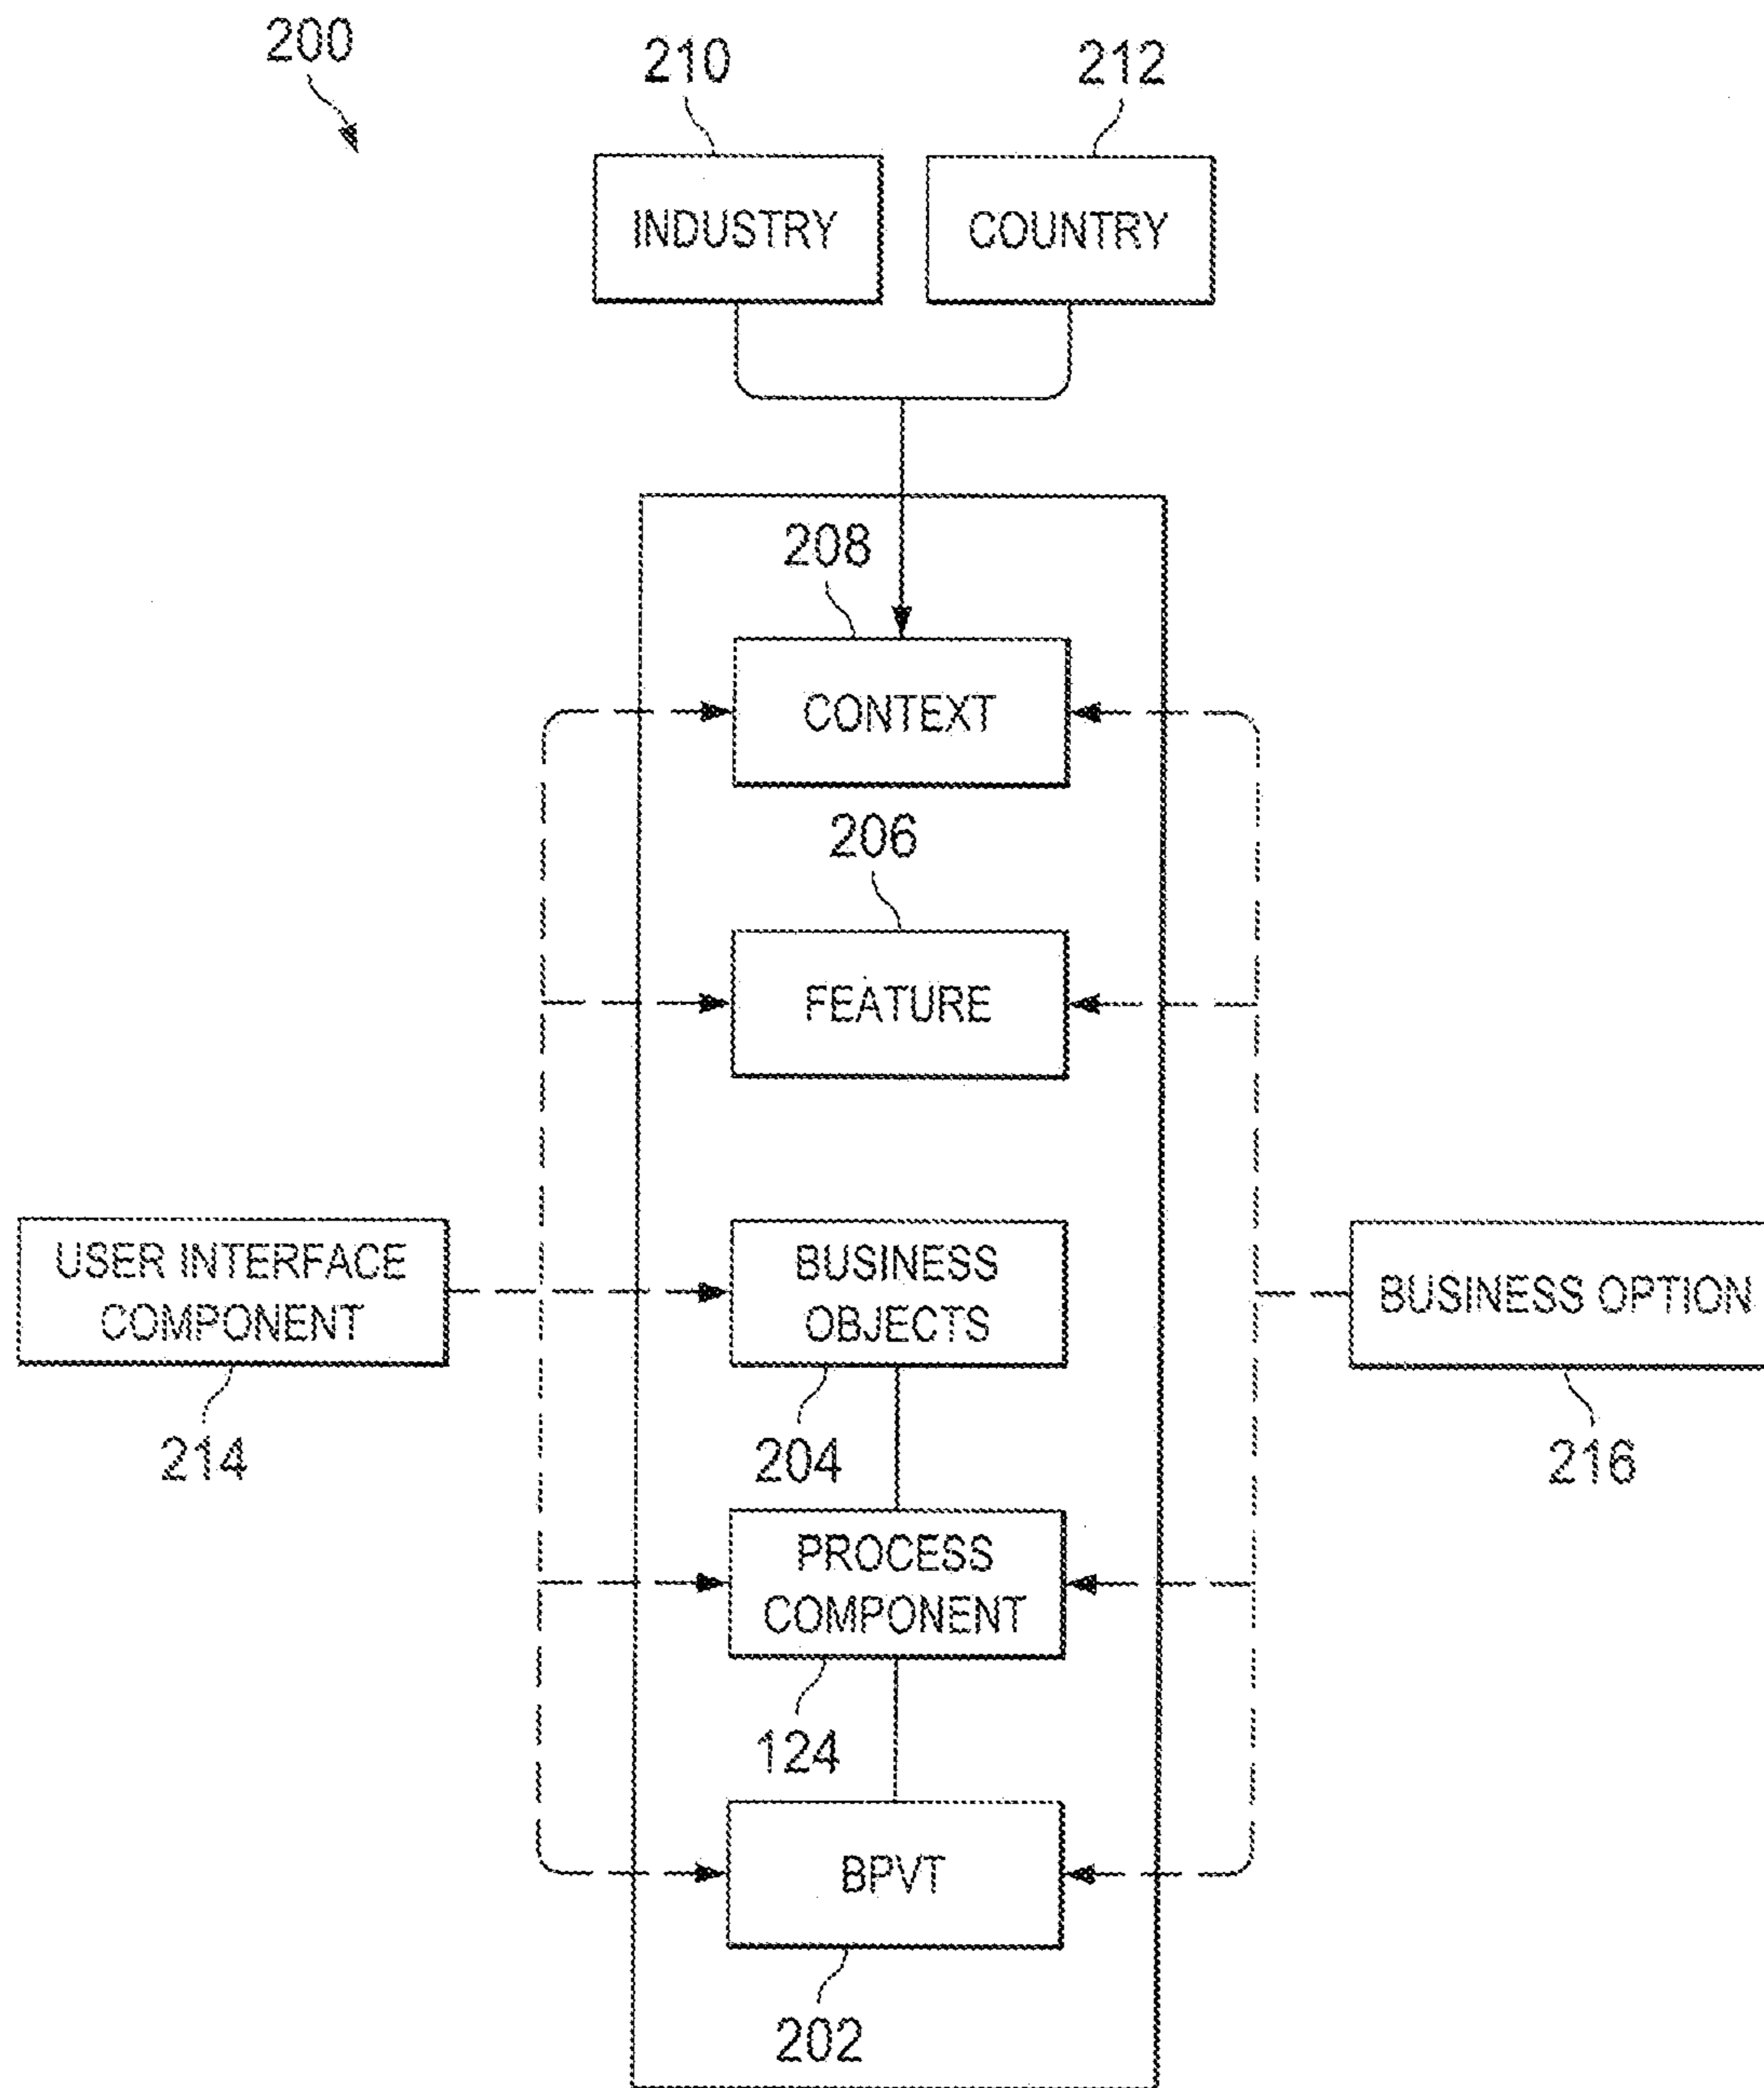 200
210
212
INDUSTRY
COUNTRY
208
CONTEXT
206
FEATURE
USER INTERFACE
COMPONENT
214
BUSINESS
OBJECTS
204
BUSINESS OPTION
216
PROCESS
COMPONENT
124
BPVT
202